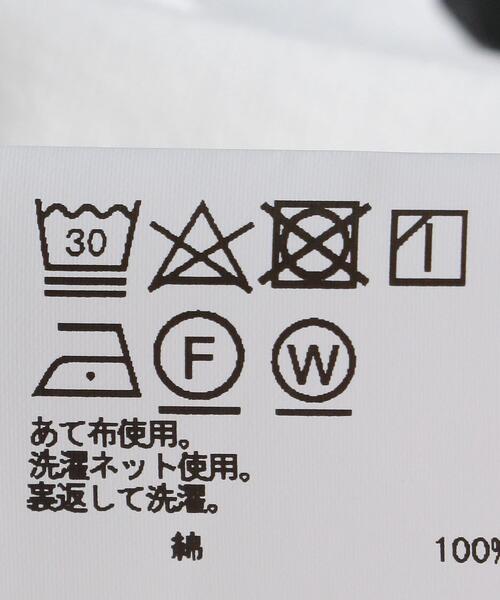 30
F W
あて布使用。
洗濯ネット使用。
裏返して洗濯。
綿 100%